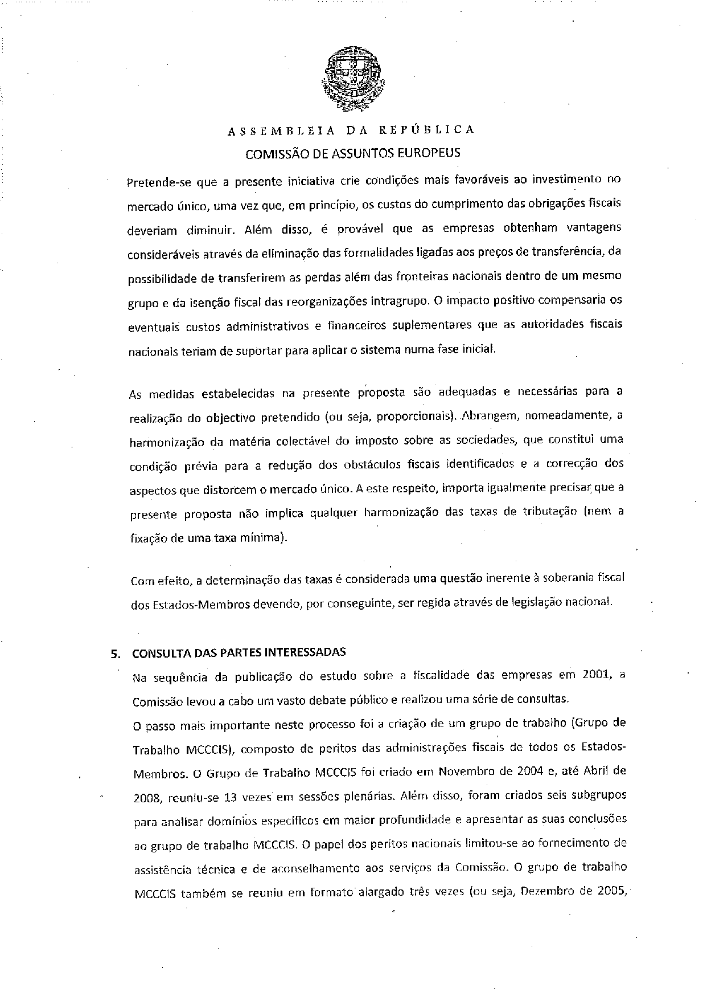 ASSEMBLEIA DA REPÚBLICA
COMISSÃO DE ASSUNTOS EUROPEUS
Pretende-se que a presente iniciativa crie condições mais favoráveis ao investimento no
mercado único, uma vez que, em princípio, os custos do cumprimento das obrigações fiscais
deveriam diminuir. Além disso, é provável que as empresas obtenham vantagens
consideráveis através da eliminação das formalidades ligadas aos preços de transferência, da
possibilidade de transferirem as perdas além das fronteiras nacionais dentro de um mesmo
grupo e da isenção fiscal das reorganizações intragrupo. O impacto positivo compensaria os
eventuais custos administrativos e financeiros suplementares que as autoridades fiscais
nacionais teriam de suportar para aplicar o sistema numa fase inicial.
As medidas estabelecidas na presente proposta são adequadas e necessárias para a
realização do objectivo pretendido (ou seja, proporcionais). Abrangem, nomeadamente, a
harmonização da matéria colectável do imposto sobre as sociedades, que constitui uma
condição prévia para a redução dos obstáculos fiscais identificados e a correcção dos
aspectos que distorcem o mercado único. A este respeito, importa igualmente precisar que a
presente proposta não implica qualquer harmonização das taxas de tributação (nem a
fixação de uma taxa mínima).
Com efeito, a determinação das taxas é considerada uma questão inerente à soberania fiscal
dos Estados-Membros devendo, por conseguinte, ser regida através de legislação nacional.
5. CONSULTA DAS PARTES INTERESSADAS
Na sequência da publicação do estudo sobre a fiscalidade das empresas em 2001, a
Comissão levou a cabo um vasto debate público e realizou uma série de consultas.
O passo mais importante neste processo foi a criação de um grupo de trabalho (Grupo de
Trabalho MCCCIS), composto de peritos das administrações fiscais de todos os Estados-
Membros. O Grupo de Trabalho MCCCIS foi criado em Novembro de 2004 e, até Abril de
2008, reuniu-se 13 vezes em sessões plenárias. Além disso, foram criados seis subgrupos
para analisar domínios específicos em maior profundidade e apresentar as suas conclusões
ao grupo de trabalho MCCCIS. O papel dos peritos nacionais limitou-se ao fornecimento de
assistência técnica e de aconselhamento aos serviços da Comissão. O grupo de trabalho
MCCCIS também se reuniu em formato alargado três vezes (ou seja, Dezembro de 2005,